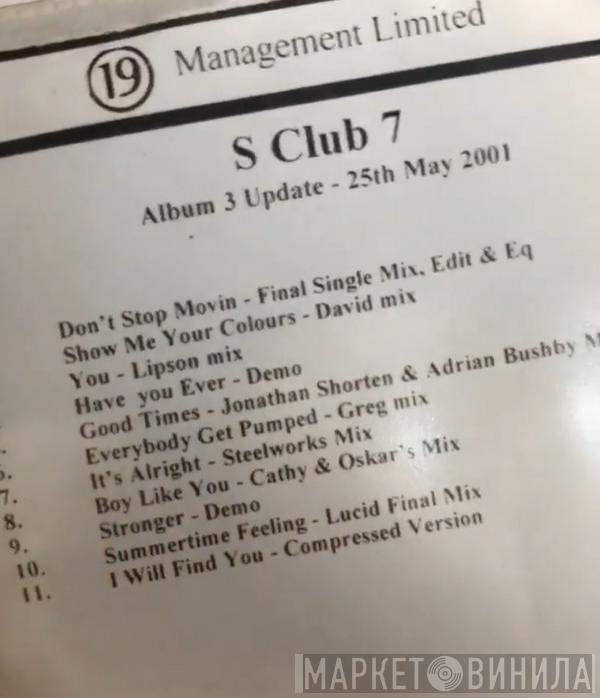 19 Management Limited
S Club 7
Album 3 Update - 25th May 2001
Don't Stop Movin - Final Single Mix, Edit & Eq
Show Me Your Colours - David mix
You - Lipson mix
Have you Ever - Demo
Good Times - Jonathan Shorten & Adrian Bushby
Everybody Get Pumped - Greg mix
It's Alright - Steelworks Mix
7. Boy Like You - Cathy & Oskar's Mix
8. Stronger - Demo
9. Summertime Feeling - Lucid Final Mix
10. I Will Find You - Compressed Version
11.
МАРКЕТ ВИНИЛА